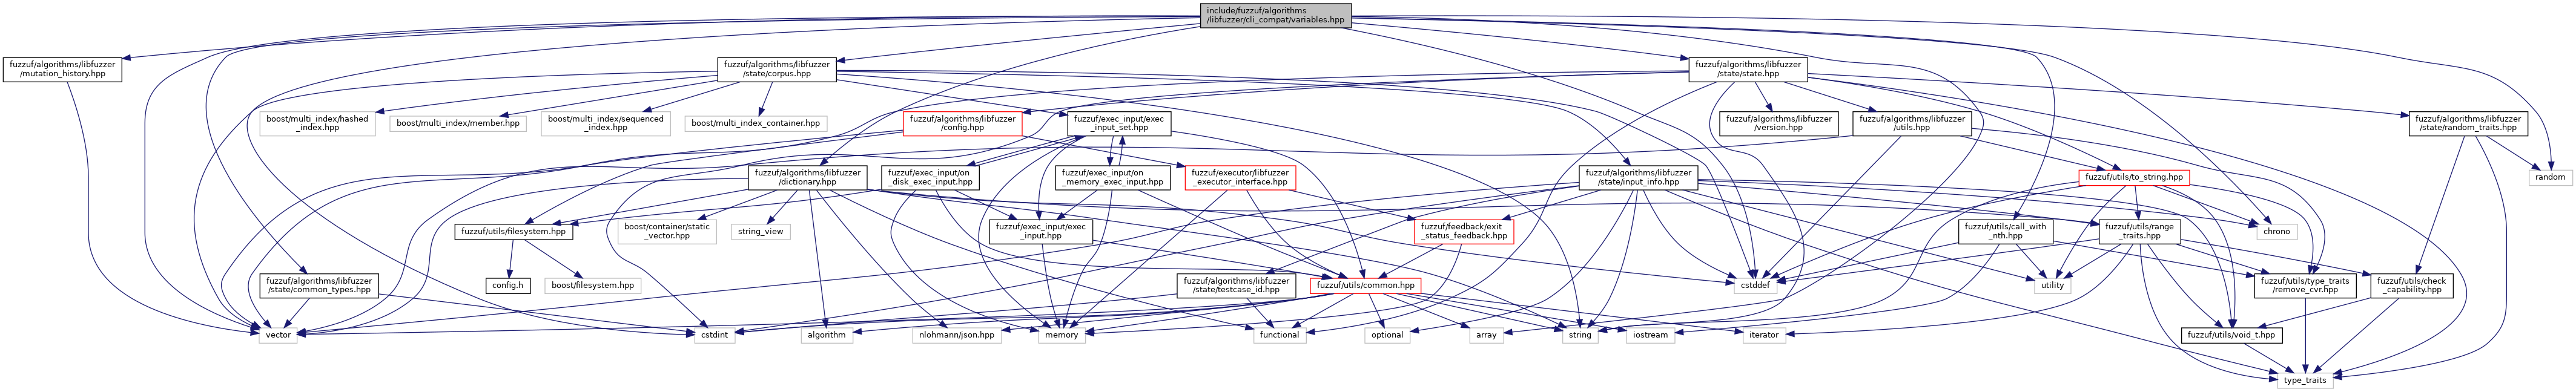 include/fuzzuf/algorithms
/libfuzzer/cli_compat/variables.hpp
fuzzuf/algorithms/libfuzzer
/mutation_history.hpp
fuzzuf/algorithms/libfuzzer
/state/corpus.hpp
fuzzuf/algorithms/libfuzzer
/state/state.hpp
boost/multi_index/hashed
_index.hpp
boost/multi_index/member.hpp
boost/multi_index/sequenced
_index.hpp
boost/multi_index_container.hpp
fuzzuf/algorithms/libfuzzer
/config.hpp
fuzzuf/exec_input/exec
_input_set.hpp
fuzzuf/algorithms/libfuzzer
/version.hpp
fuzzuf/algorithms/libfuzzer
/utils.hpp
fuzzuf/algorithms/libfuzzer
/state/random_traits.hpp
fuzzuf/algorithms/libfuzzer
/dictionary.hpp
fuzzuf/exec_input/on
_disk_exec_input.hpp
fuzzuf/exec_input/on
_memory_exec_input.hpp
fuzzuf/executor/libfuzzer
_executor_interface.hpp
fuzzuf/algorithms/libfuzzer
/state/input_info.hpp
fuzzuf/utils/to_string.hpp
random
fuzzuf/utils/filesystem.hpp
boost/container/static
_vector.hpp
string_view
fuzzuf/exec_input/exec
_input.hpp
fuzzuf/feedback/exit
_status_feedback.hpp
fuzzuf/utils/call_with
_nth.hpp
fuzzuf/utils/range
_traits.hpp
chrono
fuzzuf/algorithms/libfuzzer
/state/common_types.hpp
config.h
boost/filesystem.hpp
fuzzuf/algorithms/libfuzzer
/state/testcase_id.hpp
fuzzuf/utils/common.hpp
cstddef
utility
fuzzuf/utils/type_traits
/remove_cvr.hpp
fuzzuf/utils/check
_capability.hpp
vector
cstdint
algorithm
nlohmann/json.hpp
memory
functional
optional
array
string
iostream
iterator
fuzzuf/utils/void_t.hpp
type_traits